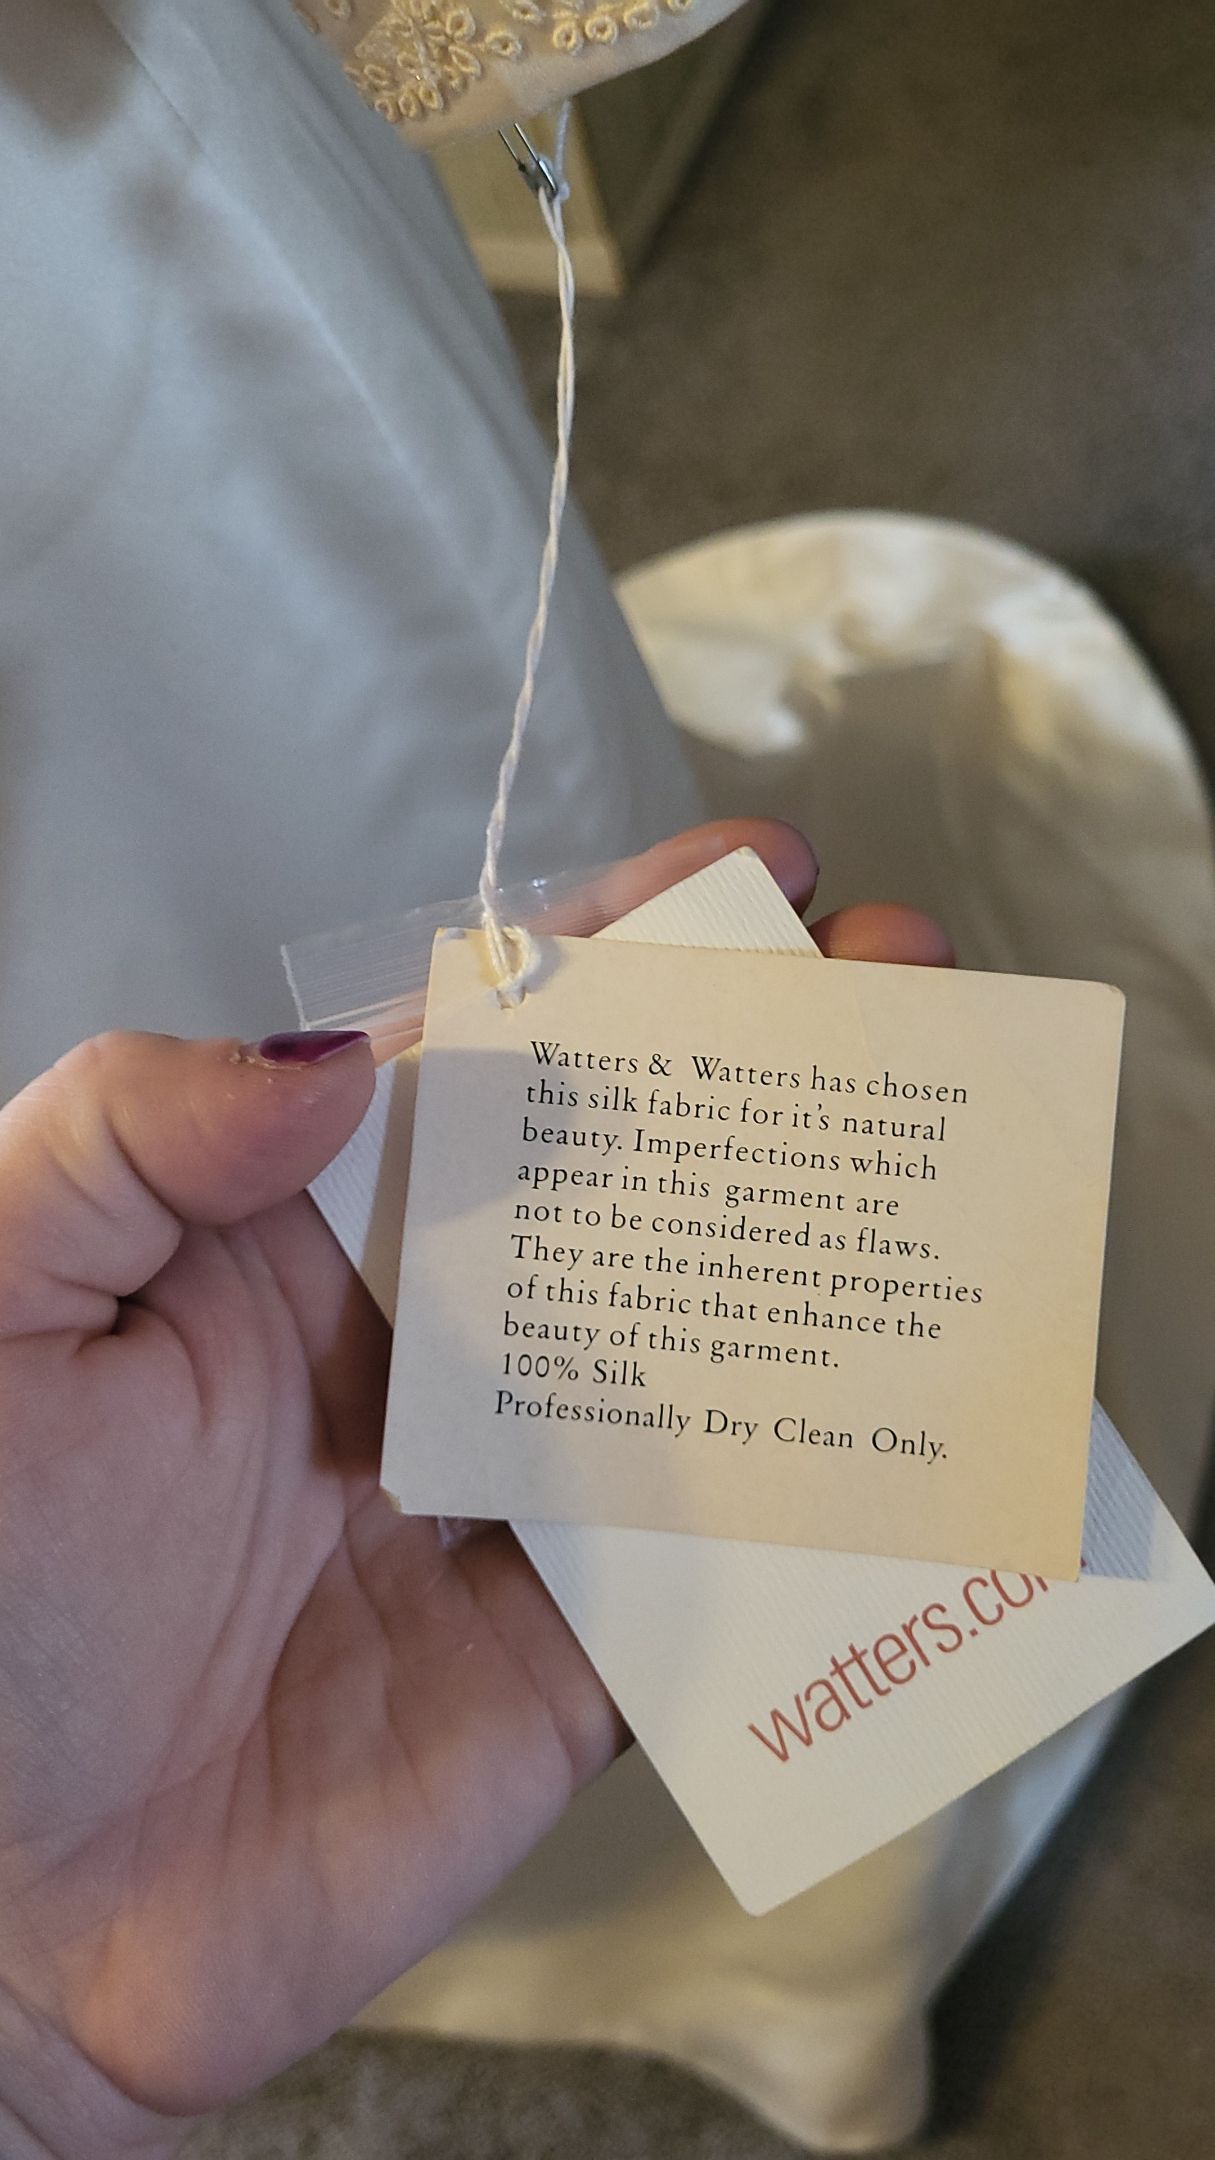 Watters & Watters has chosen
this silk fabric for it's natural
beauty. Imperfections which
appear in this garment are
not to be considered as flaws.
They are the inherent properties
of this fabric that enhance the
beauty of this garment.
100% Silk
Professionally Dry Clean Only.
watters.com